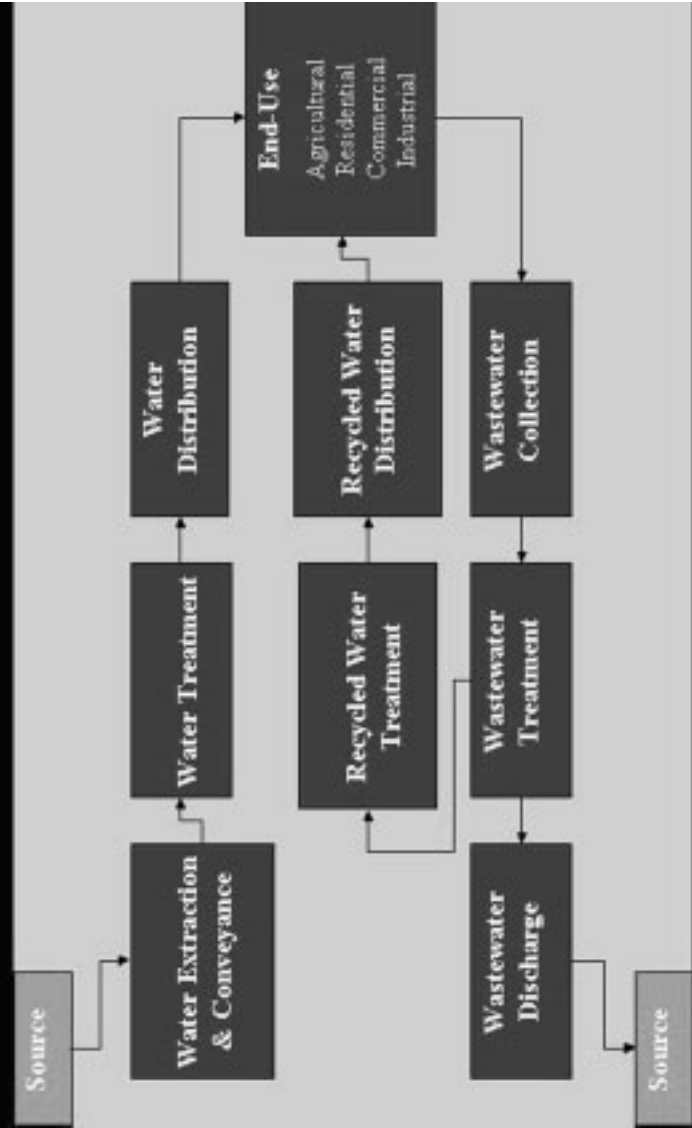 Source
Water Extraction
& Conveyance
Water Treatment
Water
Distribution
End-Use
Agricultural
Residential
Commercial
Industrial
Recycled Water
Treatment
Recycled Water
Distribution
Source
Wastewater
Discharge
Wastewater
Treatment
Wastewater
Collection